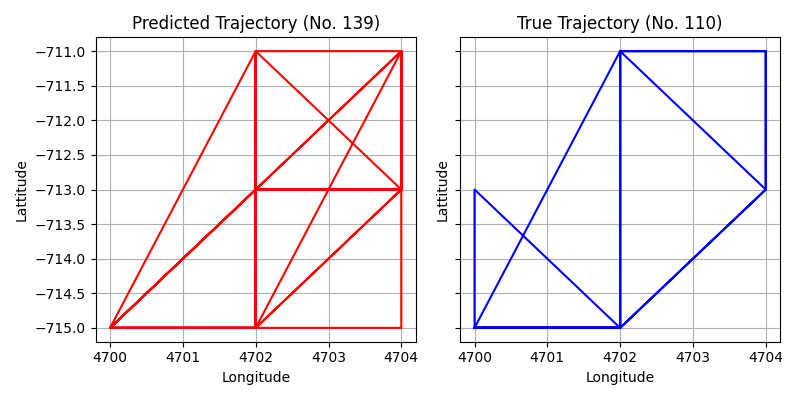 Predicted Trajectory (No. 139)
−711.0
−711.5
−712.0
−712.5
−713.0
−713.5
−714.0
−714.5
−715.0
Lattitude
4700 4701 4702 4703 4704
Longitude
True Trajectory (No. 110)
Lattitude
4700 4701 4702 4703 4704
Longitude